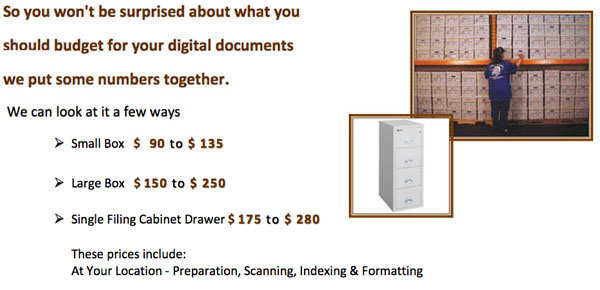 So you won't be surprised about what you
should budget for your digital documents
we put some numbers together.
We can look at it a few ways
➢ Small Box $ 90 to $ 135
➢ Large Box $ 150 to $ 250
➢ Single Filing Cabinet Drawer $ 175 to $ 280
These prices include:
At Your Location - Preparation, Scanning, Indexing & Formatting